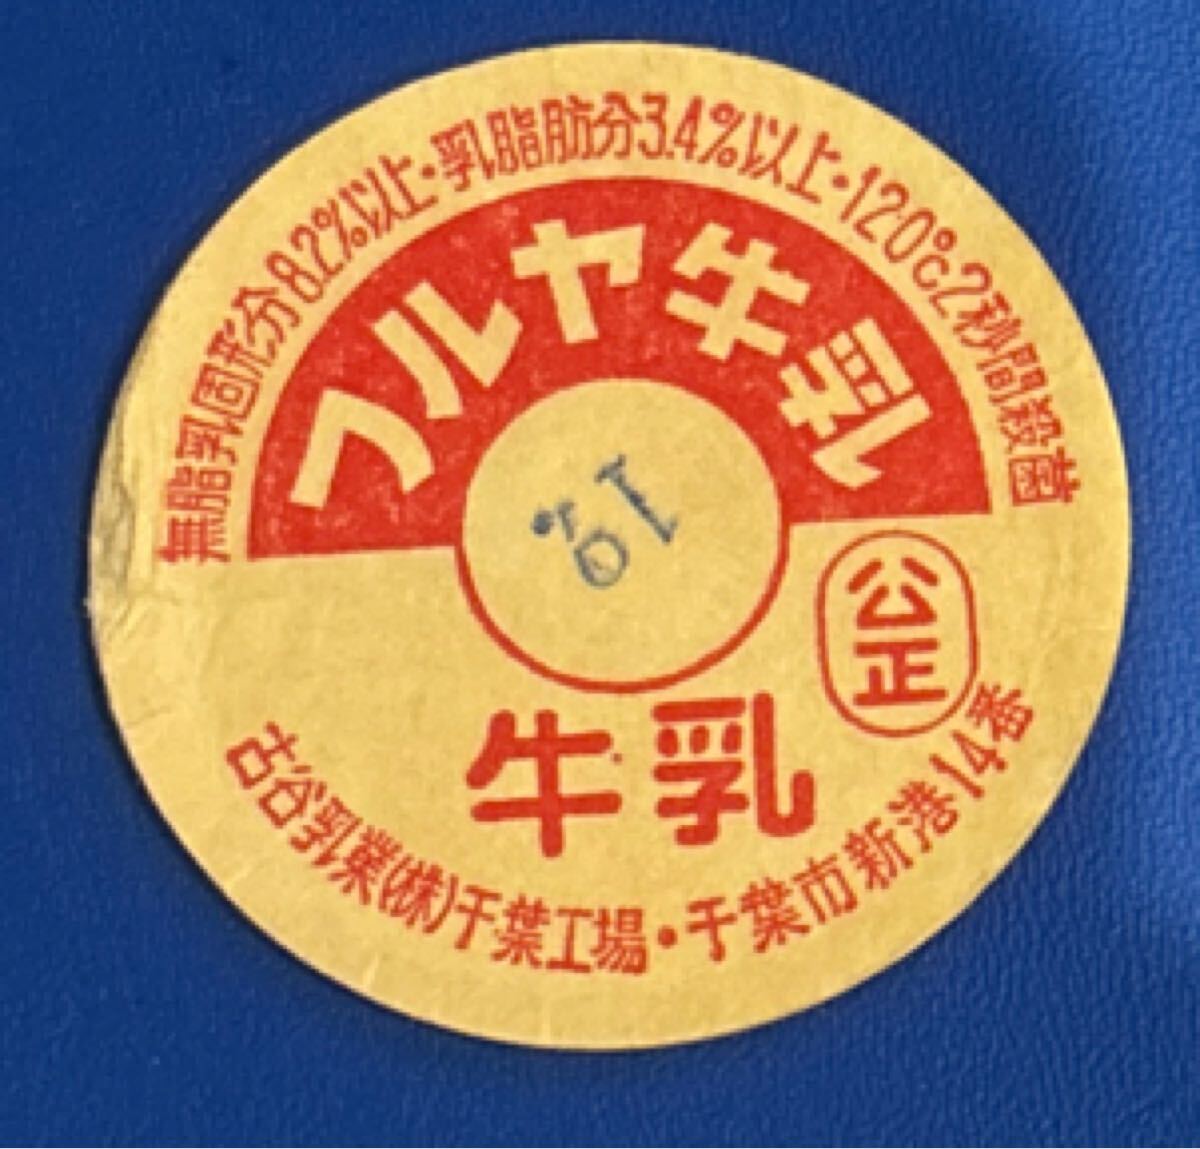 無脂乳固形分8.2%以上・乳脂肪分3.4%以上・120℃2秒間殺菌
フルヤ牛乳
公正
牛乳
古谷乳業(株)千葉工場・千葉市新港14番